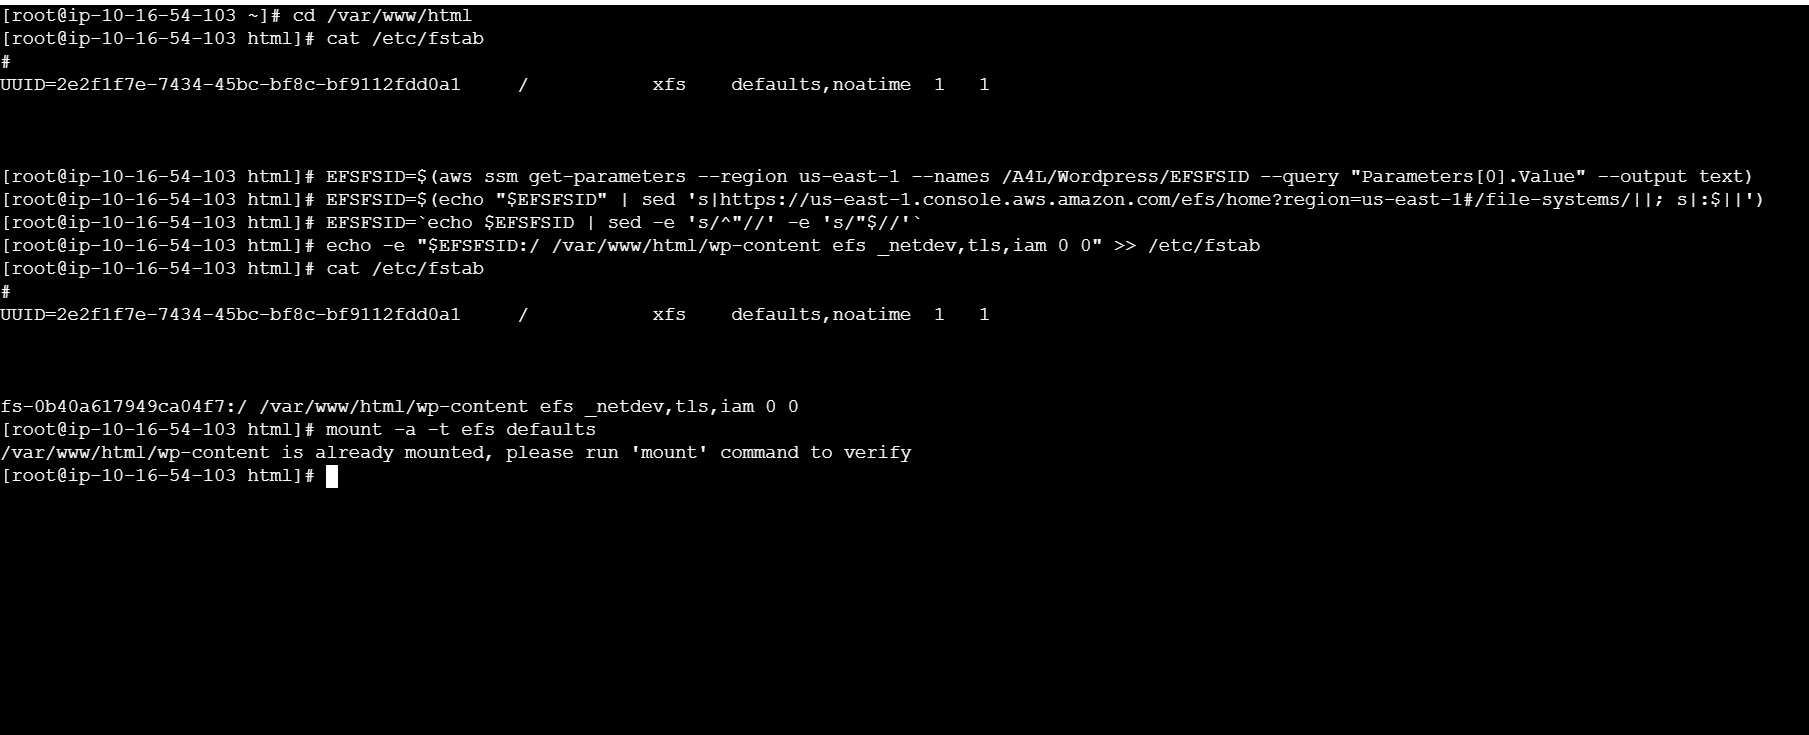 [root@ip-10-16-54-103 ~]# cd /var/www/html
[root@ip-10-16-54-103 html]# cat /etc/fstab
#
UUID=2e2f1f7e-7434-45bc-bf8c-bf9112fdd0a1     /           xfs    defaults,noatime  1   1
[root@ip-10-16-54-103 html]# EFSFSID=$(aws ssm get-parameters --region us-east-1 --names /A4L/Wordpress/EFSFSID --query "Parameters[0].Value" --output text)
[root@ip-10-16-54-103 html]# EFSFSID=$(echo "$EFSFSID" | sed 's|https://us-east-1.console.aws.amazon.com/efs/home?region=us-east-1#/file-systems/||; s|:$||')
[root@ip-10-16-54-103 html]# EFSFSID=`echo $EFSFSID | sed -e 's/^"//' -e 's/"$//'`
[root@ip-10-16-54-103 html]# echo -e "$EFSFSID:/ /var/www/html/wp-content efs _netdev,tls,iam 0 0" >> /etc/fstab
[root@ip-10-16-54-103 html]# cat /etc/fstab
#
UUID=2e2f1f7e-7434-45bc-bf8c-bf9112fdd0a1     /           xfs    defaults,noatime  1   1
fs-0b40a617949ca04f7:/ /var/www/html/wp-content efs _netdev,tls,iam 0 0
[root@ip-10-16-54-103 html]# mount -a -t efs defaults
/var/www/html/wp-content is already mounted, please run 'mount' command to verify
[root@ip-10-16-54-103 html]#